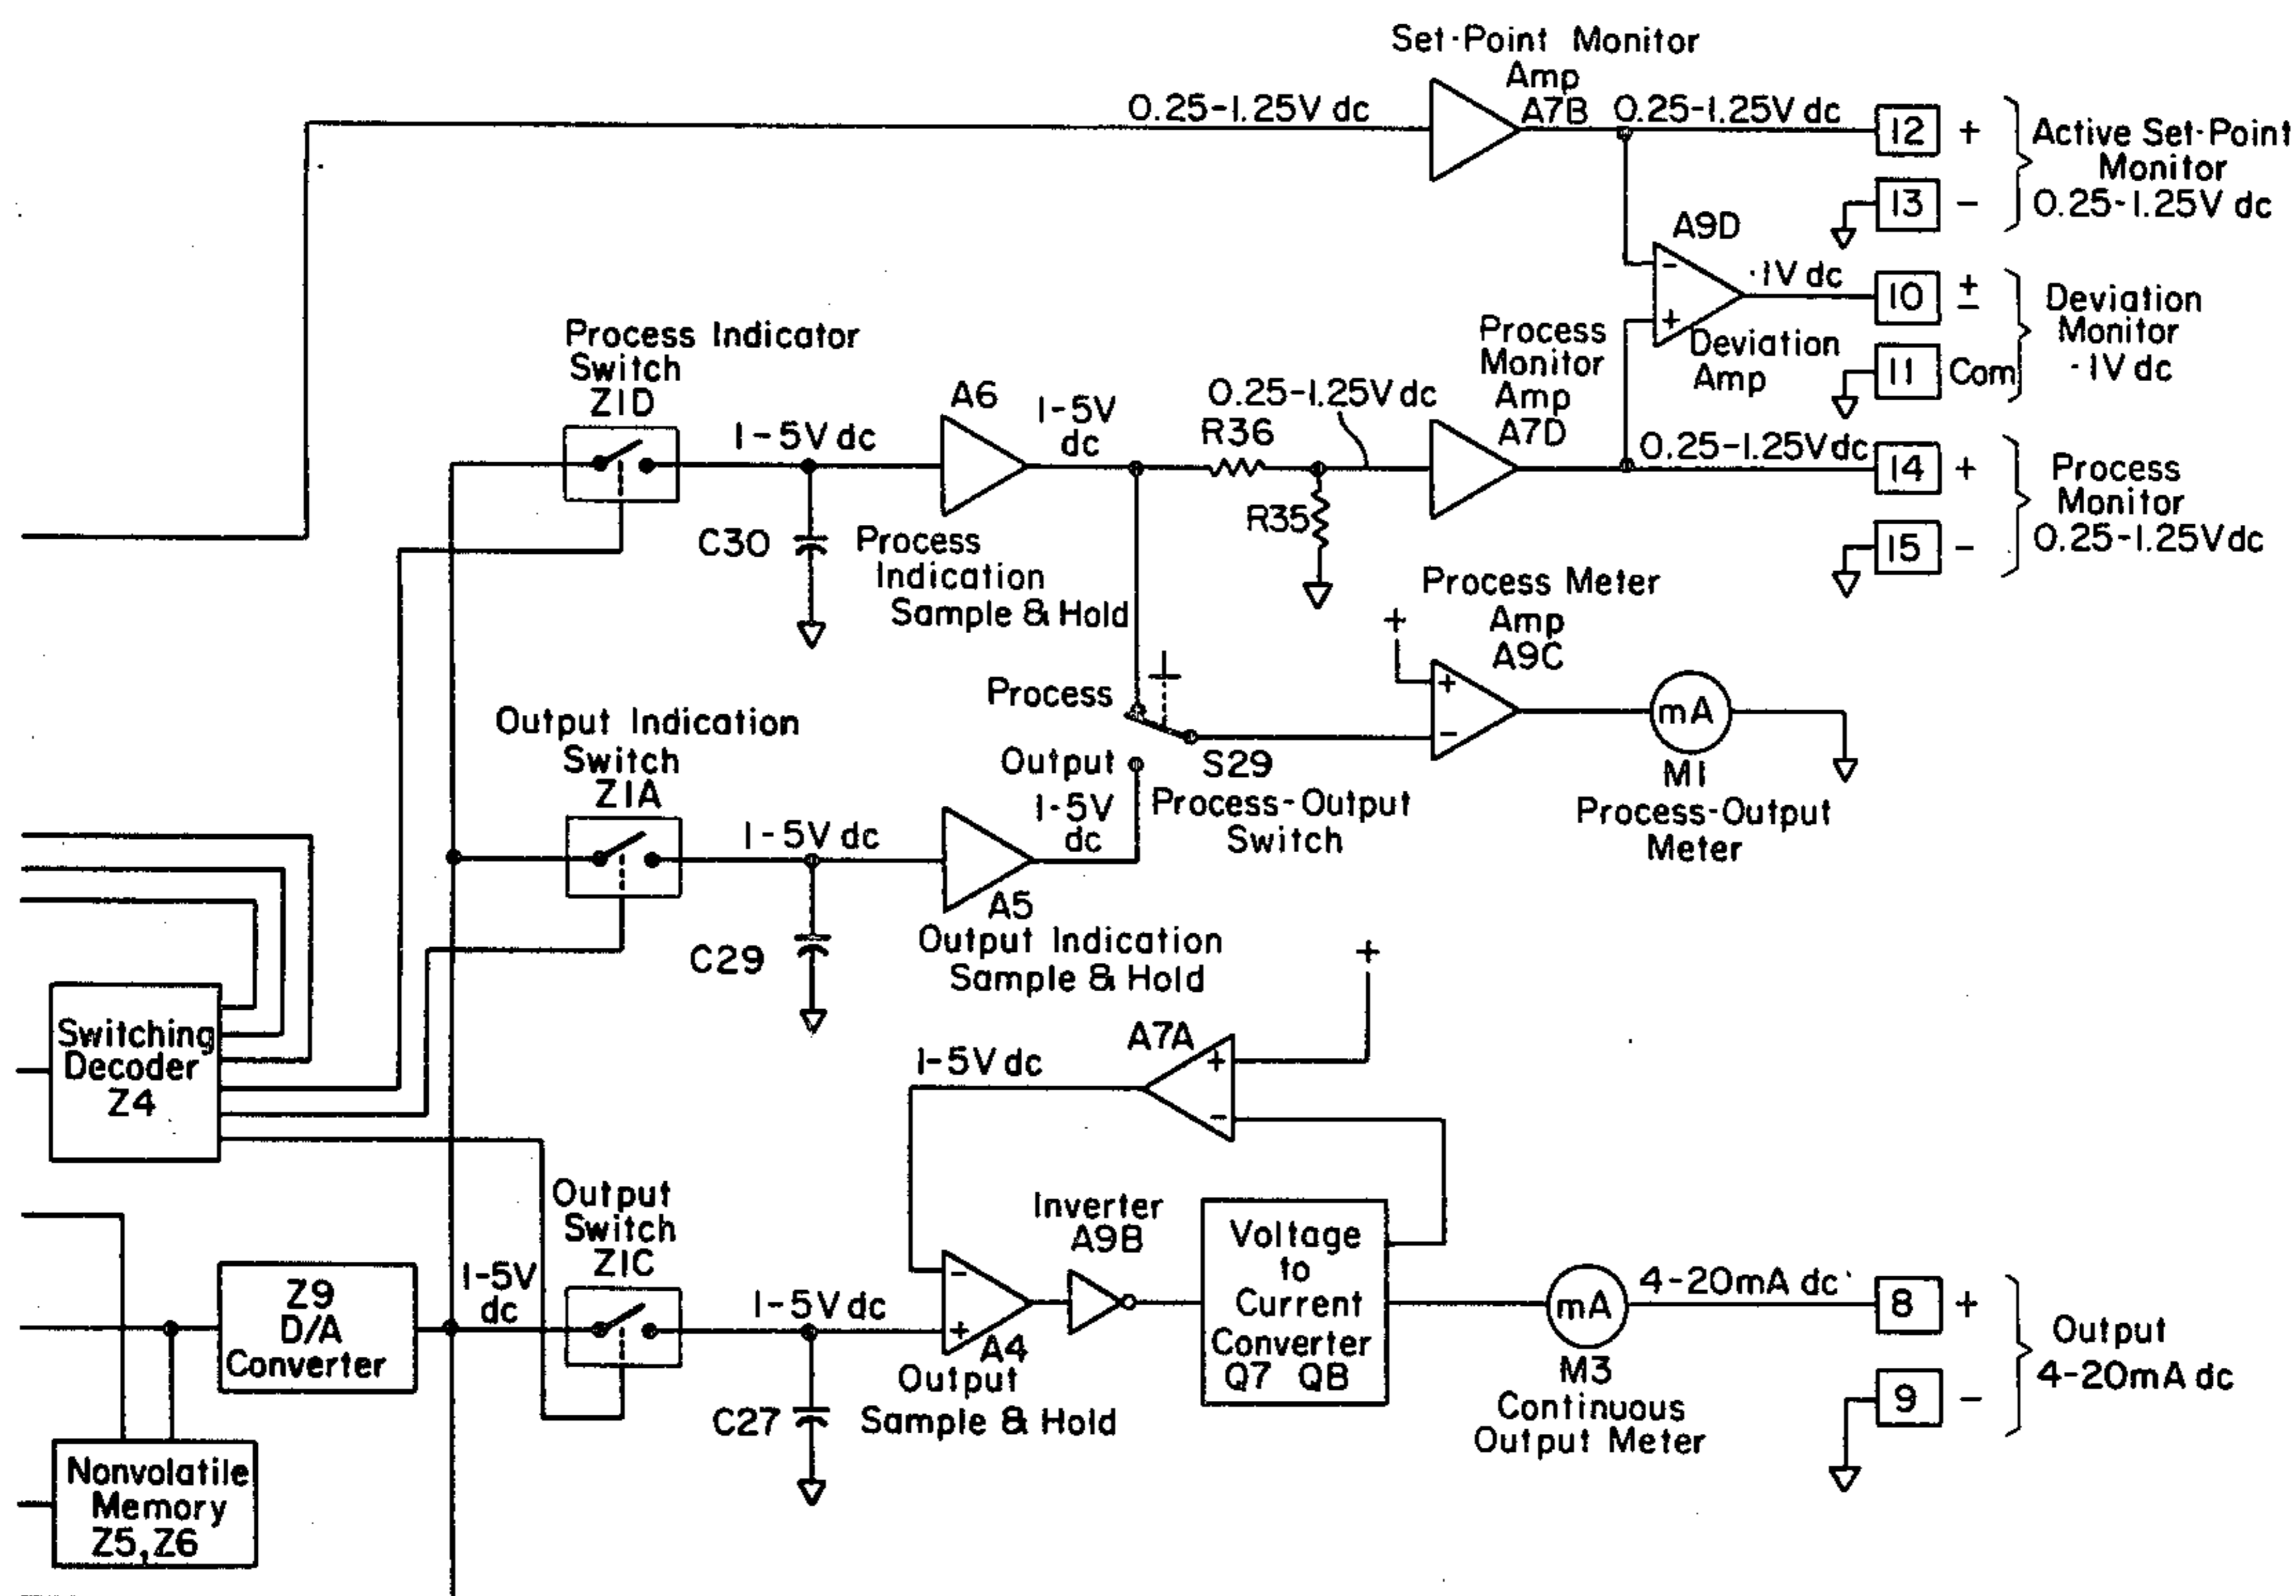 Set-Point Monitor
Amp
A7B
0.25-1.25V dc
0.25-1.25V dc
12 +
13 -
Active Set-Point
Monitor
0.25-1.25V dc
A9D
-
+
·1V dc
Deviation
Amp
10 ±
11 Com
Deviation
Monitor
-1V dc
Process Indicator
Switch
Z1D
1-5V dc
C30
A6
Process
Indication
Sample & Hold
1-5V
dc
R36
R35
0.25-1.25V dc
Process
Monitor
Amp
A7D
0.25-1.25V dc
14 +
15 -
Process
Monitor
0.25-1.25V dc
Process Meter
Amp
A9C
+
+
-
mA
M1
Process-Output
Meter
Process
Output
S29
Process-Output
Switch
Output Indication
Switch
Z1A
1-5V dc
C29
A5
Output Indication
Sample & Hold
1-5V
dc
Switching
Decoder
Z4
+
A7A
+
-
1-5V dc
Z9
D/A
Converter
1-5V
dc
Output
Switch
Z1C
1-5V dc
C27
-
+
A4
Output
Sample & Hold
Inverter
A9B
Voltage
to
Current
Converter
Q7 Q8
mA
M3
Continuous
Output Meter
4-20mA dc
8 +
9 -
Output
4-20mA dc
Nonvolatile
Memory
Z5,Z6